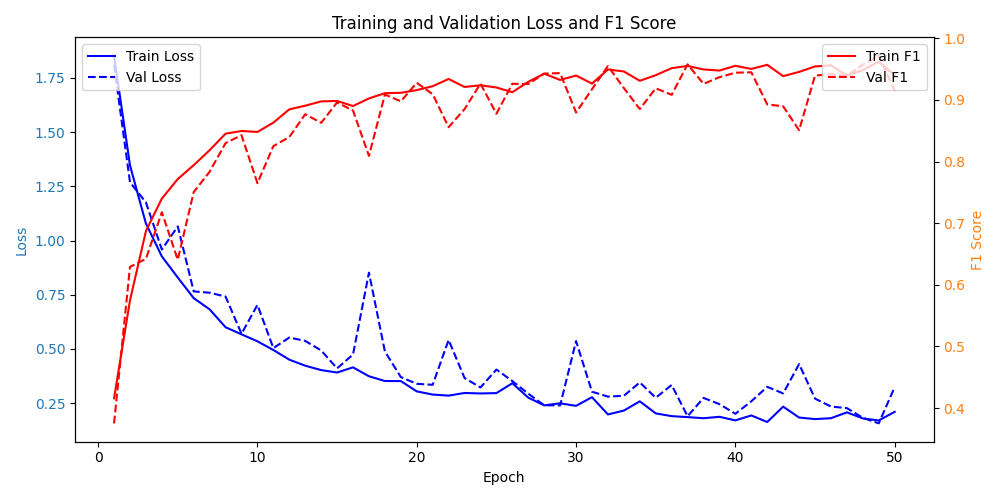 Training and Validation Loss and F1 Score
Train Loss
Val Loss
Train F1
Val F1
1.75
1.50
1.25
1.00
0.75
0.50
0.25
Loss
1.0
0.9
0.8
0.7
0.6
0.5
0.4
F1 Score
0
10
20
30
40
50
Epoch